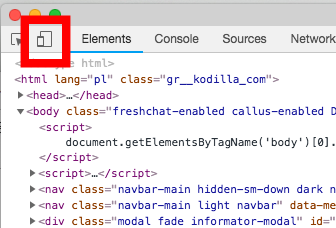 Elements Console Sources Network
<!doctype html>
<html lang="pl" class="gr__kodilla_com">
<head>…</head>
<body class="freshchat-enabled callus-enabled
<script>
document.getElementsByTagName('body')[0].
</script>
<script>…</script>
<nav class="navbar-main hidden-sm-down dark
<nav class="navbar-main light navbar" data-me
<div class="modal fade informator-modal" id=